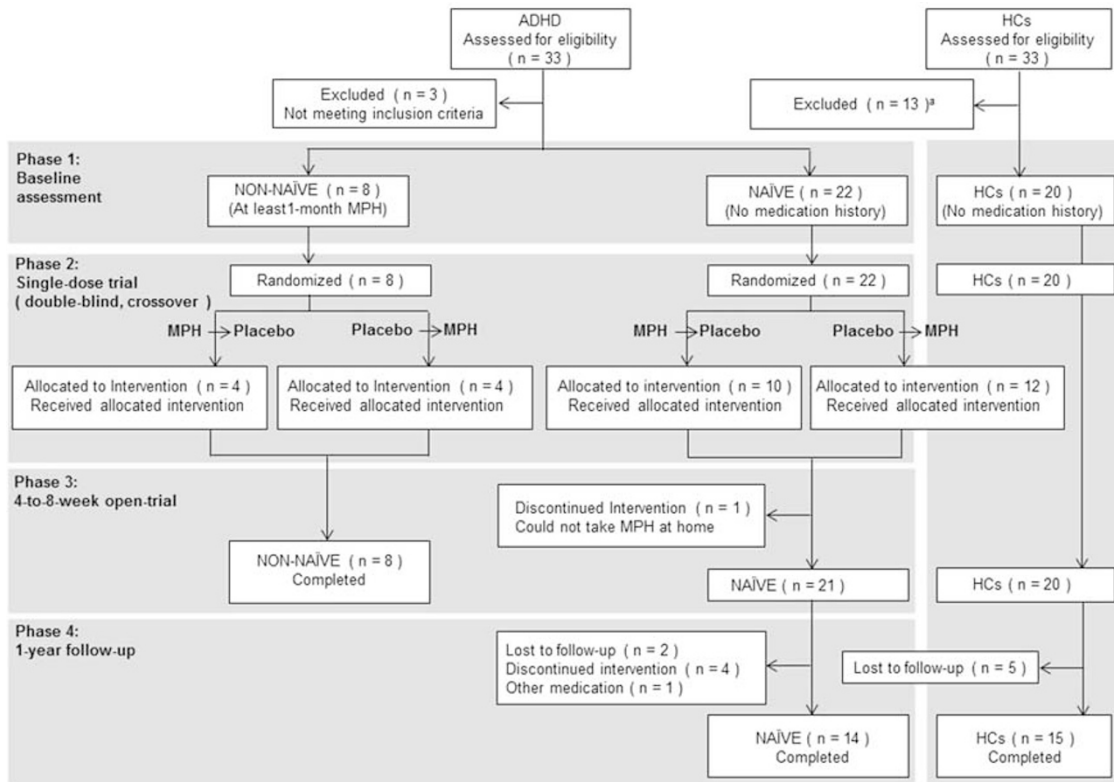 ADHD
Assessed for eligibility
( n = 33)
HCs
Assessed for eligibility
( n = 33)
Excluded ( n = 3 )
Not meeting inclusion criteria
Excluded ( n = 13 )ᵃ
Phase 1:
Baseline
assessment
NON-NAÏVE ( n = 8 )
(At least1-month MPH)
NAÏVE ( n = 22 )
(No medication history)
HCs ( n = 20 )
(No medication history)
Phase 2:
Single-dose trial
( double-blind, crossover )
Randomized ( n = 8 )
Randomized ( n = 22 )
HCs ( n = 20 )
MPH Placebo
Placebo MPH
MPH Placebo
Placebo MPH
Allocated to Intervention ( n = 4 )
Received allocated intervention
Allocated to Intervention ( n = 4 )
Received allocated intervention
Allocated to intervention ( n = 10 )
Received allocated intervention
Allocated to intervention ( n = 12 )
Received allocated intervention
Phase 3:
4-to-8-week open-trial
Discontinued Intervention ( n = 1 )
Could not take MPH at home
NON-NAÏVE ( n = 8 )
Completed
NAÏVE ( n = 21 )
HCs ( n = 20 )
Phase 4:
1-year follow-up
Lost to follow-up ( n = 2 )
Discontinued intervention ( n = 4 )
Other medication ( n = 1 )
Lost to follow-up ( n = 5 )
NAÏVE ( n = 14 )
Completed
HCs ( n = 15 )
Completed